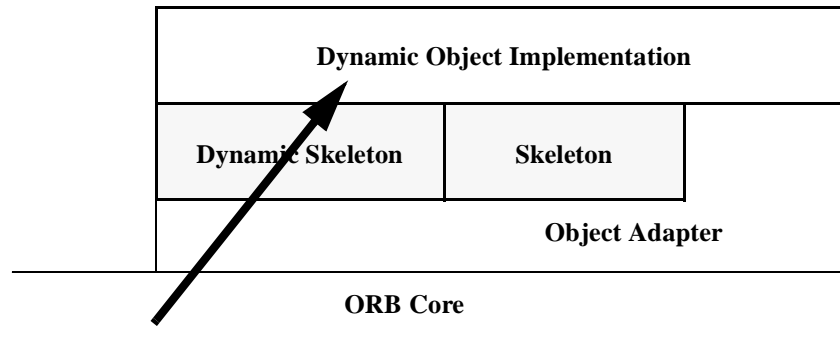 Dynamic Object Implementation
Dynamic Skeleton
Skeleton
Object Adapter
ORB Core